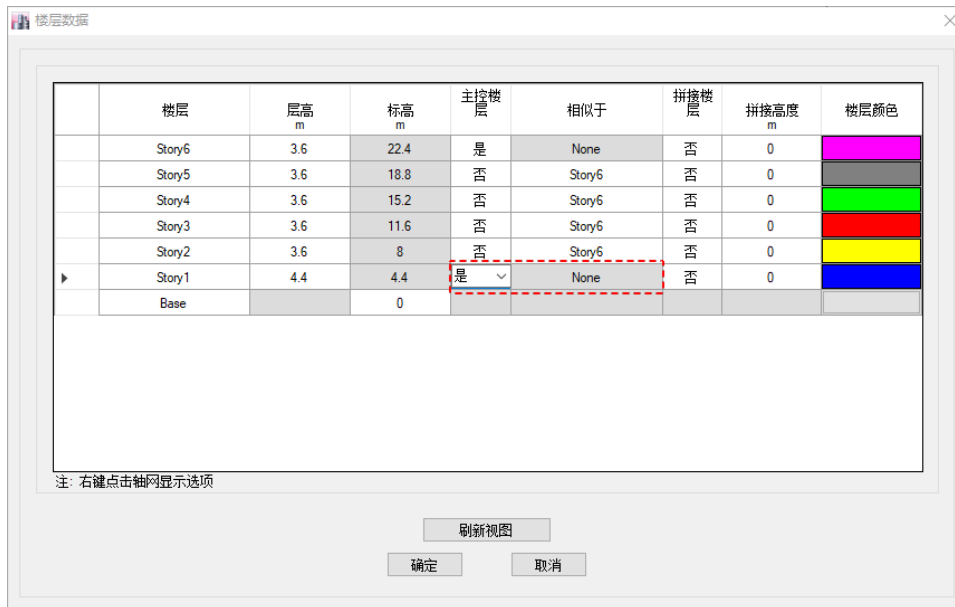 楼层数据
楼层 层高 m 标高 m 主控楼层 相似于 拼接楼层 拼接高度 m 楼层颜色
Story6 3.6 22.4 是 None 否 0
Story5 3.6 18.8 否 Story6 否 0
Story4 3.6 15.2 否 Story6 否 0
Story3 3.6 11.6 否 Story6 否 0
Story2 3.6 8 否 Story6 否 0
Story1 4.4 4.4 是 None 否 0
Base 0
注: 右键点击轴网显示选项
刷新视图
确定 取消